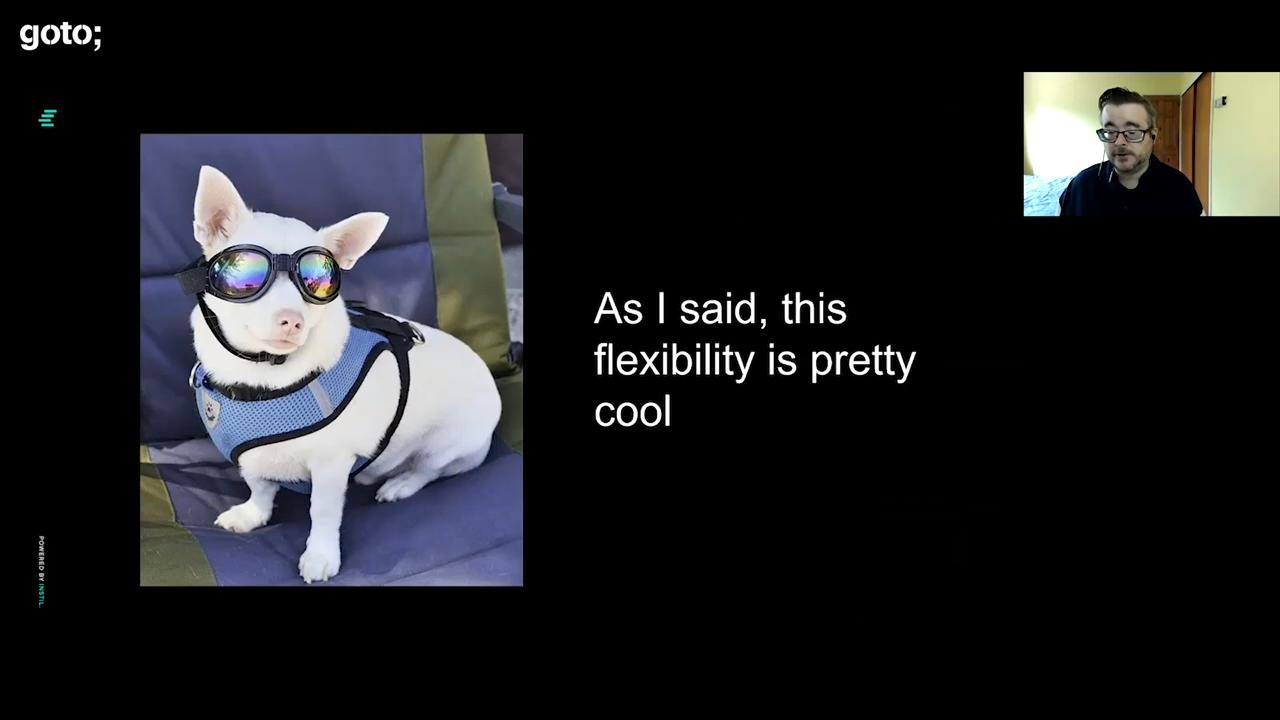 goto;
As I said, this
flexibility is pretty
cool
POWERED BY INSTIL.